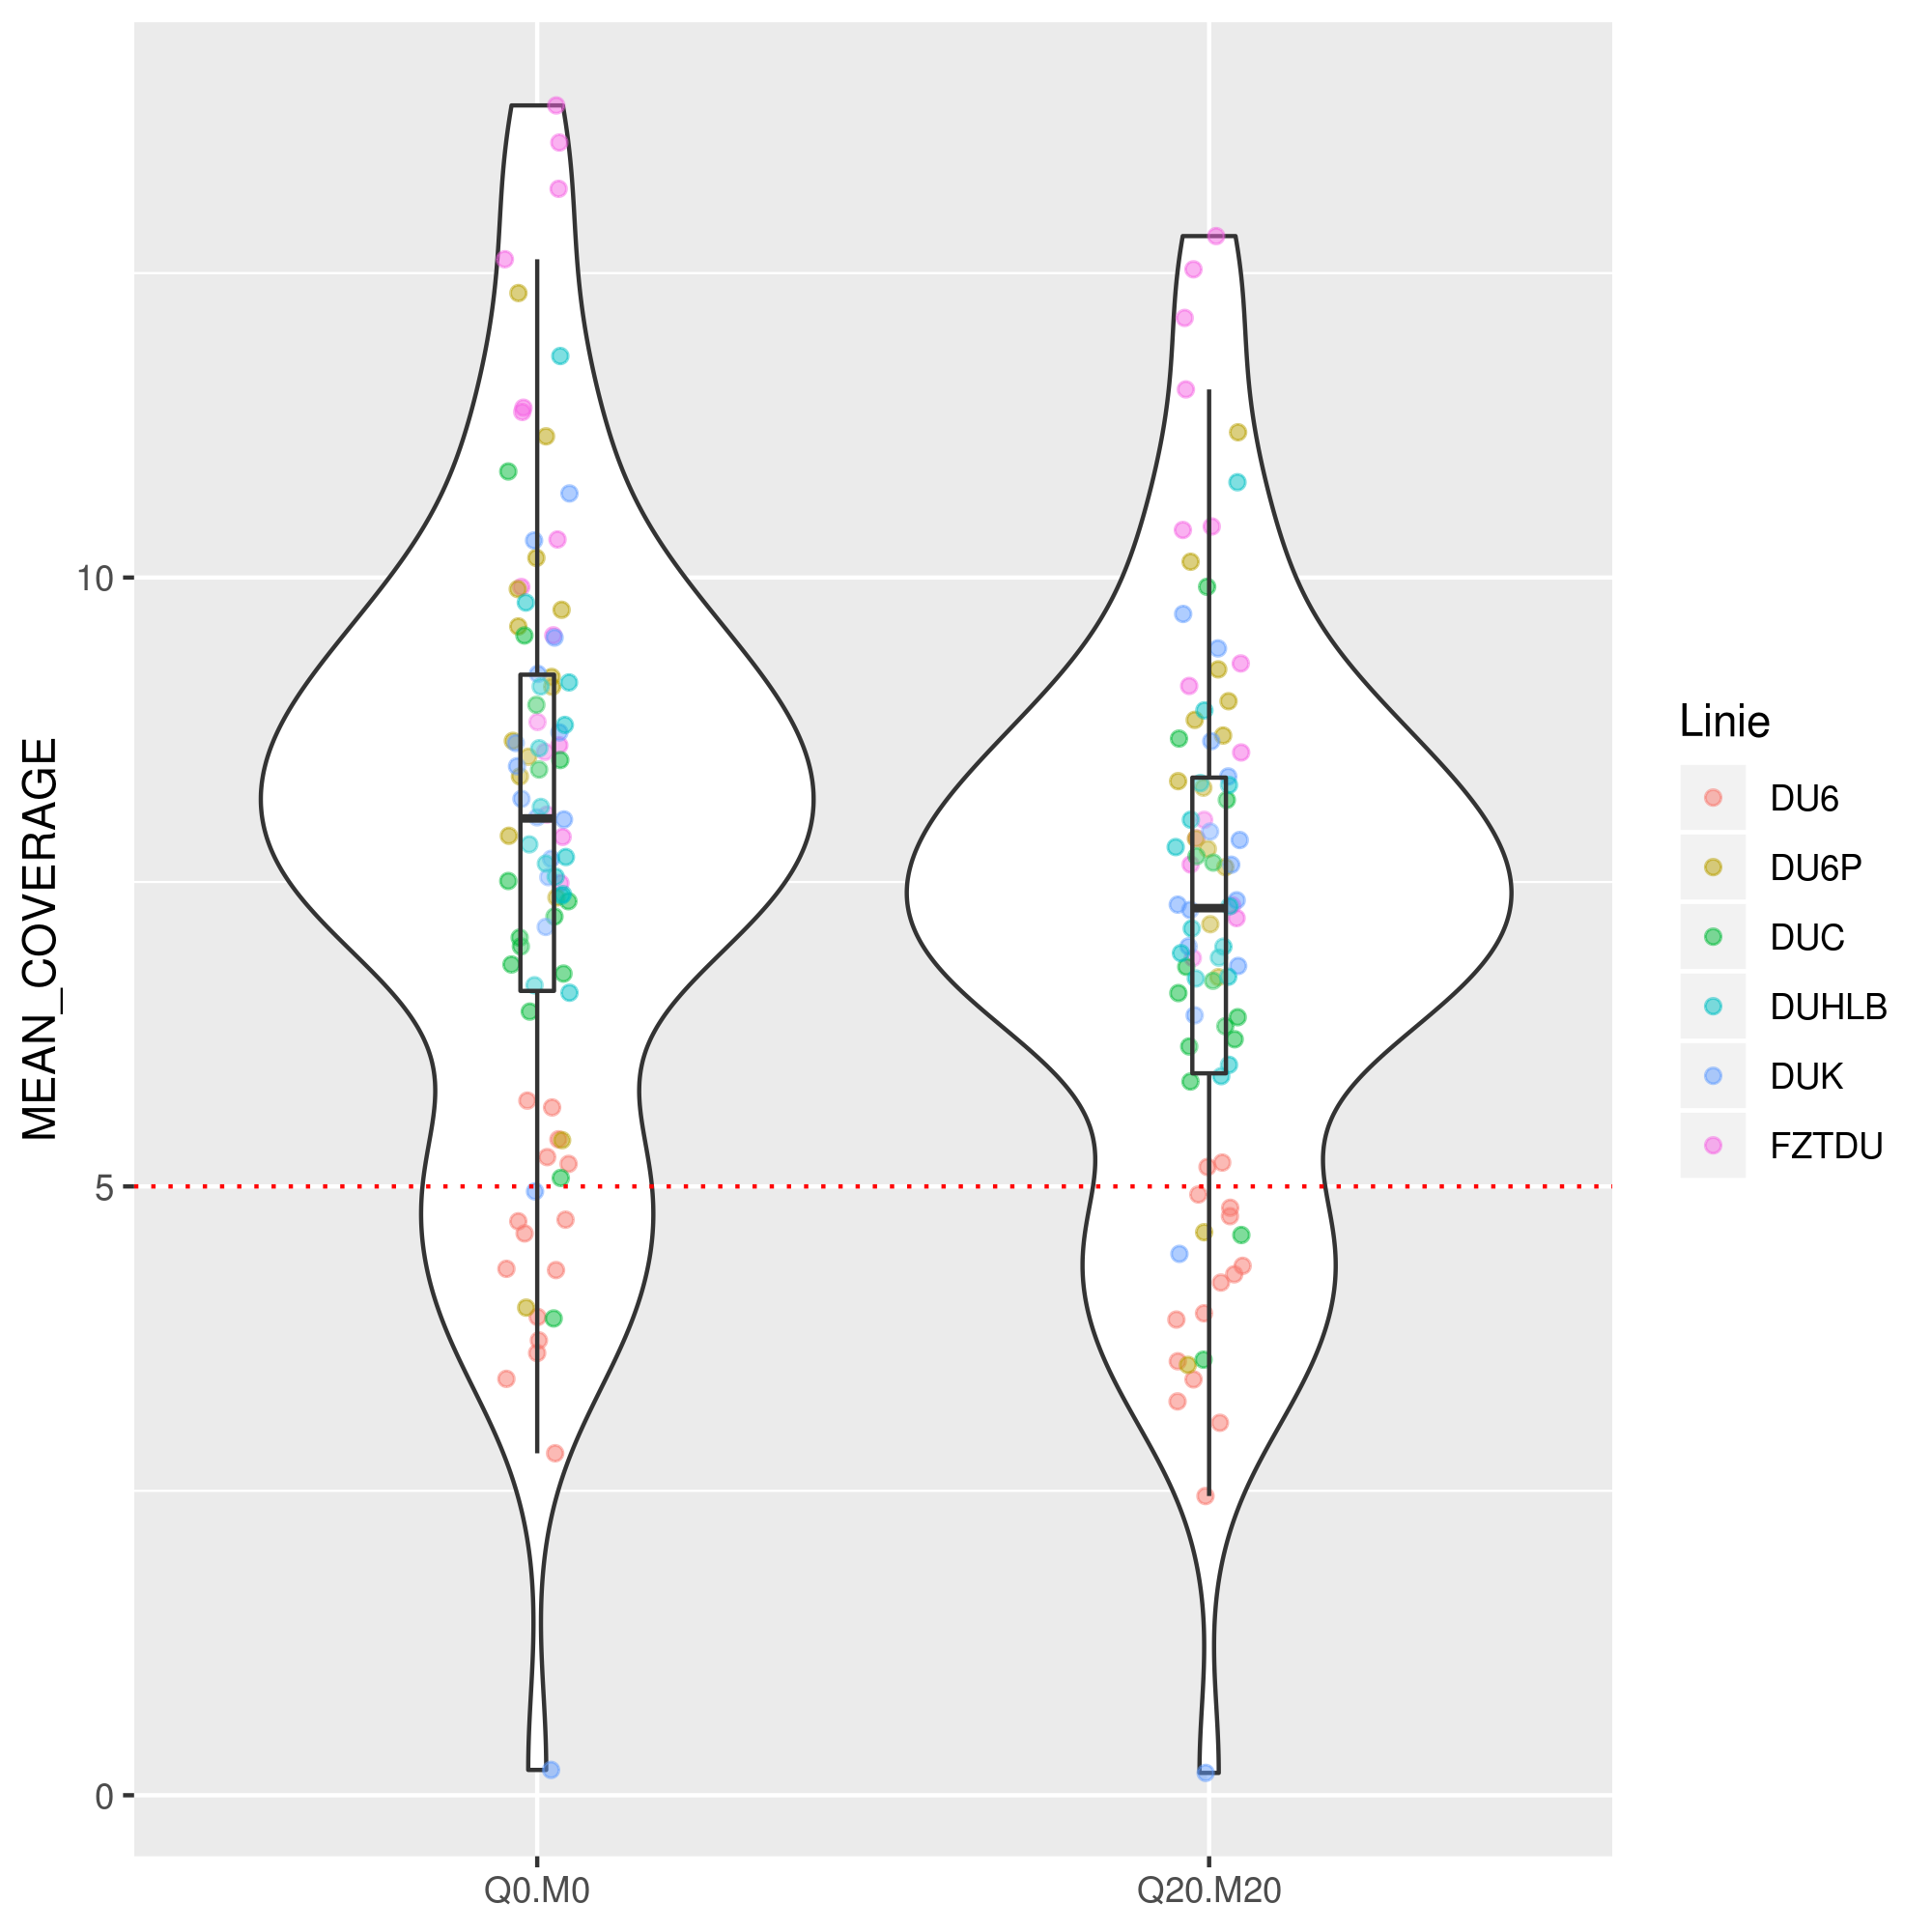 MEAN_COVERAGE
10
5
0
Q0.M0
Q20.M20
Linie
DU6
DU6P
DUC
DUHLB
DUK
FZTDU